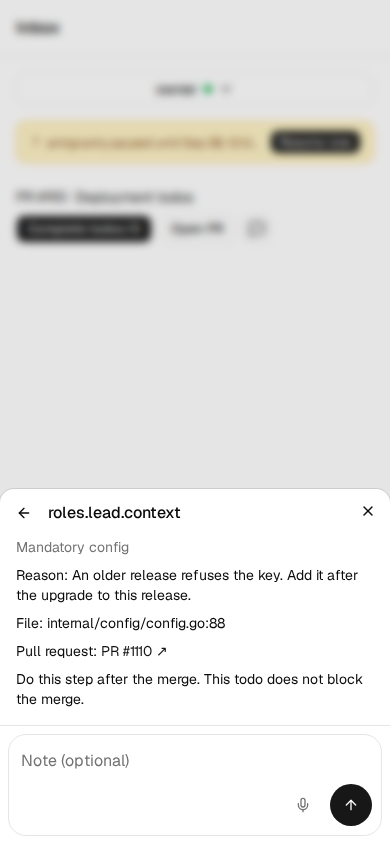 Inbox
roles.lead.context
Mandatory config
Reason: An older release refuses the key. Add it after
the upgrade to this release.
File: internal/config/config.go:88
Pull request: PR #1110 ↗
Do this step after the merge. This todo does not block
the merge.
Note (optional)